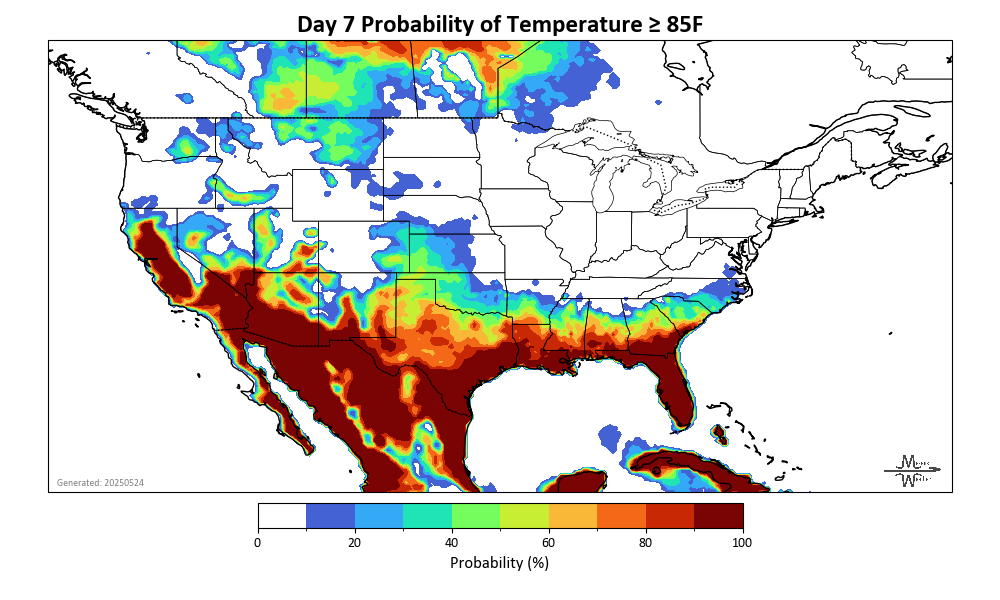 Day 7 Probability of Temperature ≥ 85F
Generated: 20250524
0 20 40 60 80 100
Probability (%)